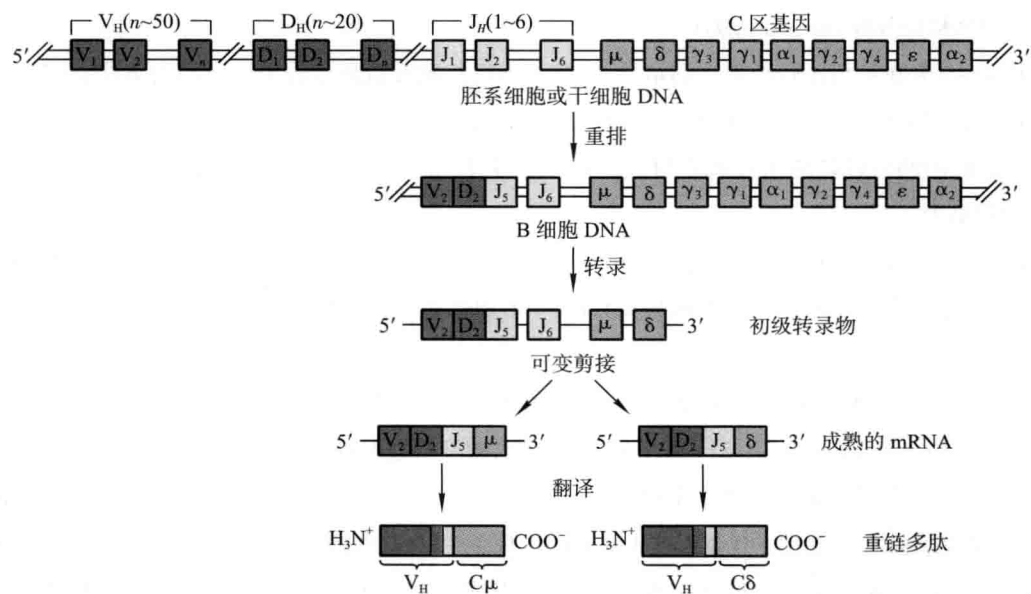 V_H(n~50) D_H(n~20) J_H(1~6) C 区基因
5′ V₁ V₂ Vₙ D₁ D₂ Dₙ J₁ J₂ J₆ μ δ γ₃ γ₁ α₁ γ₂ γ₄ ε α₂ 3′
胚系细胞或干细胞 DNA
重排
5′ V₂ D₂ J₅ J₆ μ δ γ₃ γ₁ α₁ γ₂ γ₄ ε α₂ 3′
B 细胞 DNA
转录
5′ V₂ D₂ J₅ J₆ μ δ 3′ 初级转录物
可变剪接
5′ V₂ D₂ J₅ μ 3′ 5′ V₂ D₂ J₅ δ 3′ 成熟的 mRNA
翻译
H₃N⁺ COO⁻ H₃N⁺ COO⁻ 重链多肽
V_H Cμ V_H Cδ